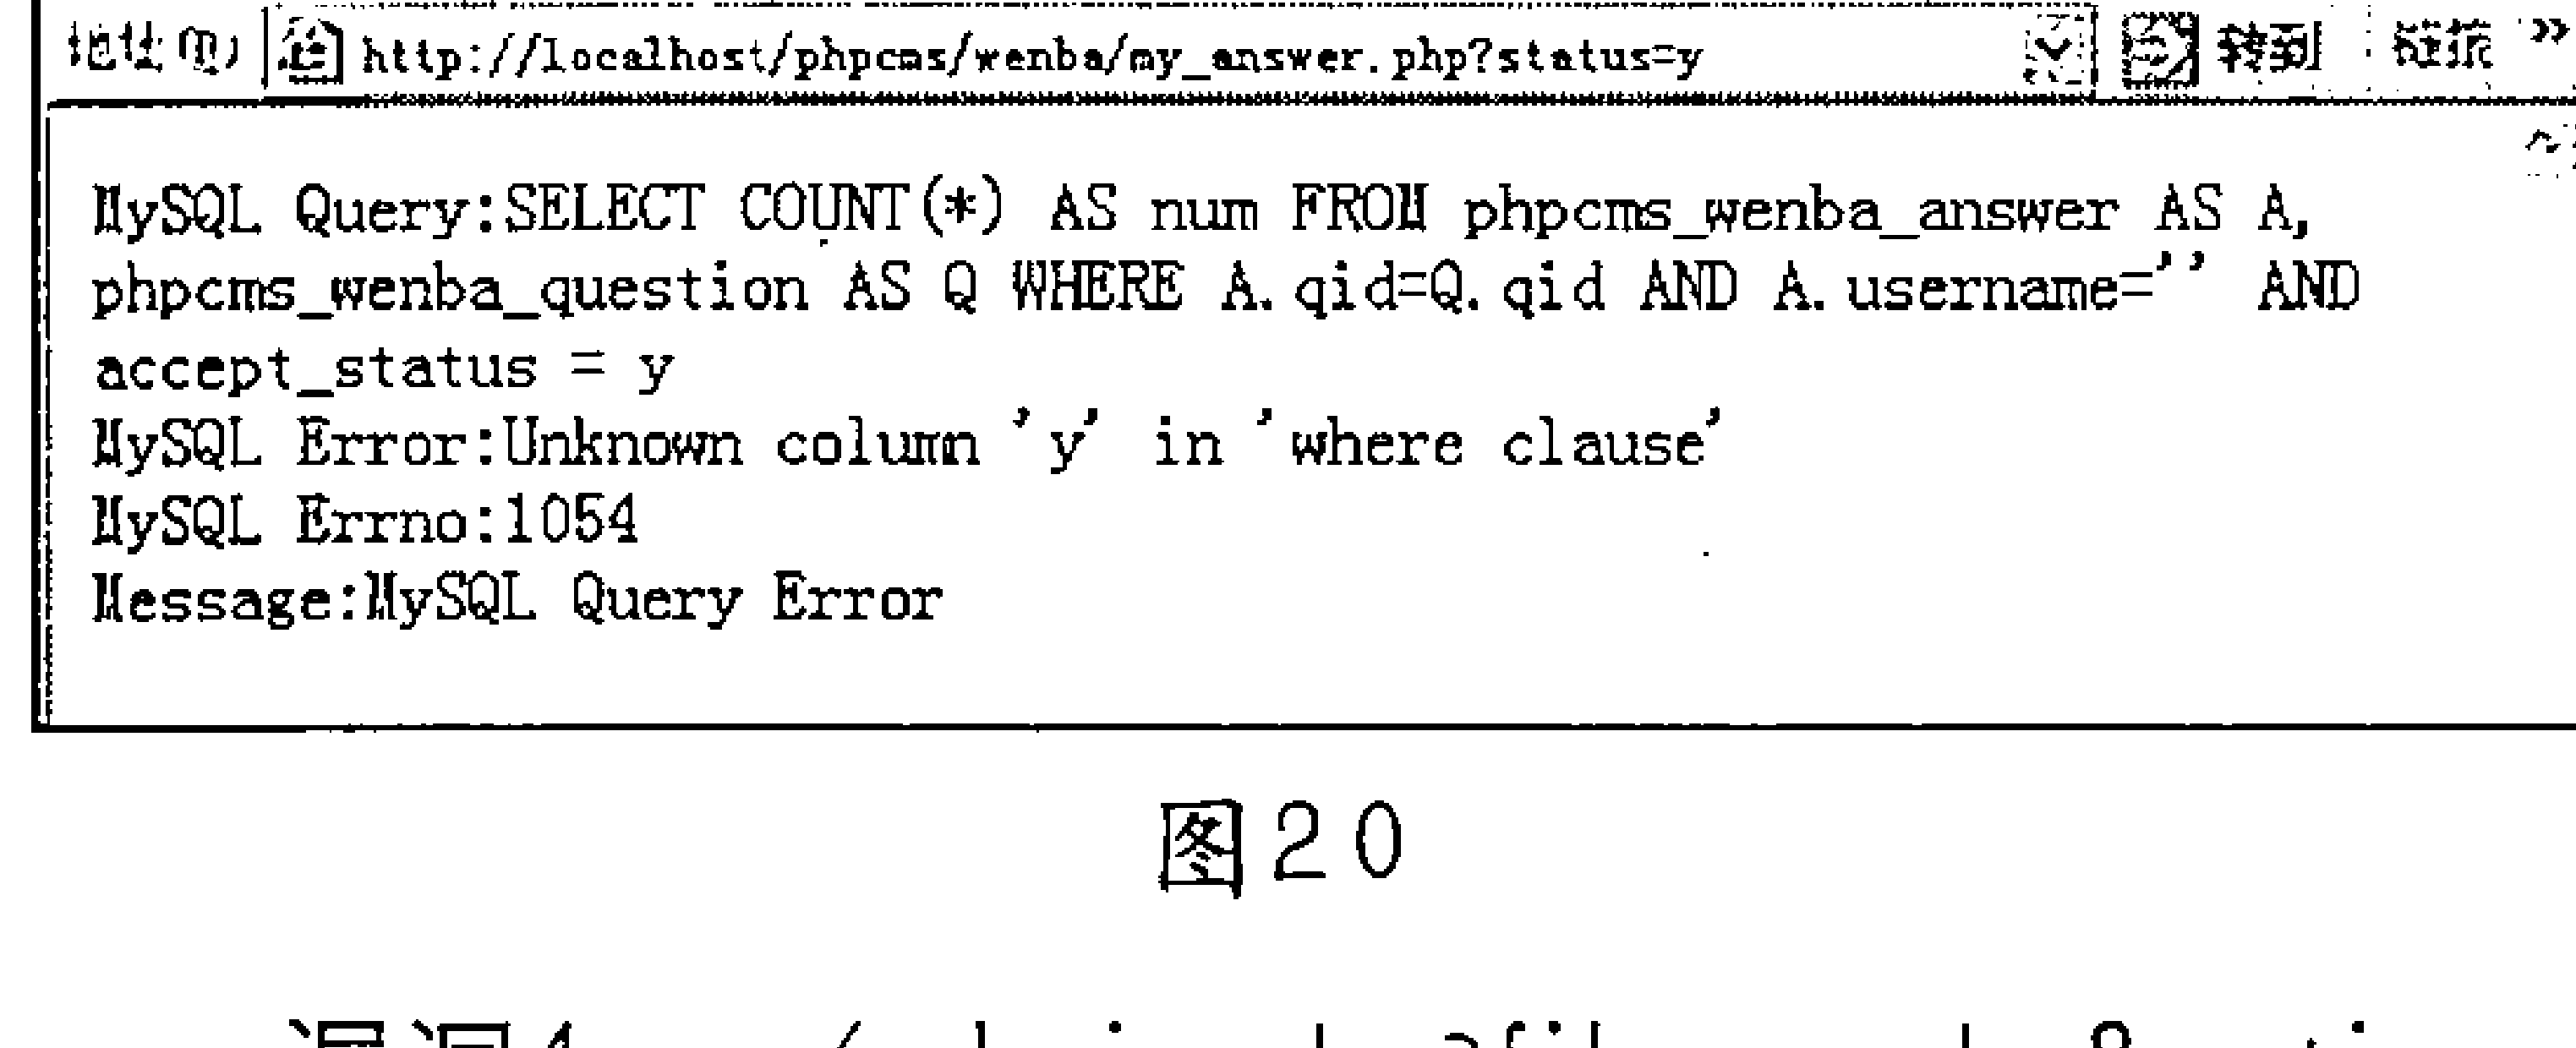 地址(D) http://localhost/phpcms/wenba/my_answer.php?status=y 转到 链接 »
MySQL Query:SELECT COUNT(*) AS num FROM phpcms_wenba_answer AS A,
phpcms_wenba_question AS Q WHERE A.qid=Q.qid AND A.username='' AND
accept_status = y
MySQL Error:Unknown column 'y' in 'where clause'
MySQL Errno:1054
Message:MySQL Query Error
图20